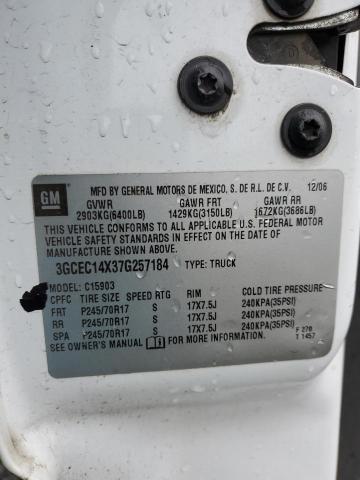 GM
MFD BY GENERAL MOTORS DE MEXICO, S. DE R.L. DE C.V. 12/06
GVWR GAWR FRT GAWR RR
2903KG(6400LB) 1429KG(3150LB) 1672KG(3686LB)
THIS VEHICLE CONFORMS TO ALL APPLICABLE U.S. FEDERAL MOTOR
VEHICLE SAFETY STANDARDS IN EFFECT ON THE DATE OF
MANUFACTURE SHOWN ABOVE.
3GCEC14X37G257184 TYPE: TRUCK
MODEL: C15903
CPFC TIRE SIZE SPEED RTG RIM COLD TIRE PRESSURE
FRT P245/70R17 S 17X7.5J 240KPA(35PSI)
RR P245/70R17 S 17X7.5J 240KPA(35PSI)
SPA P245/70R17 S 17X7.5J 240KPA(35PSI)
SEE OWNER'S MANUAL FOR MORE INFORMATION. F 270
T 1457